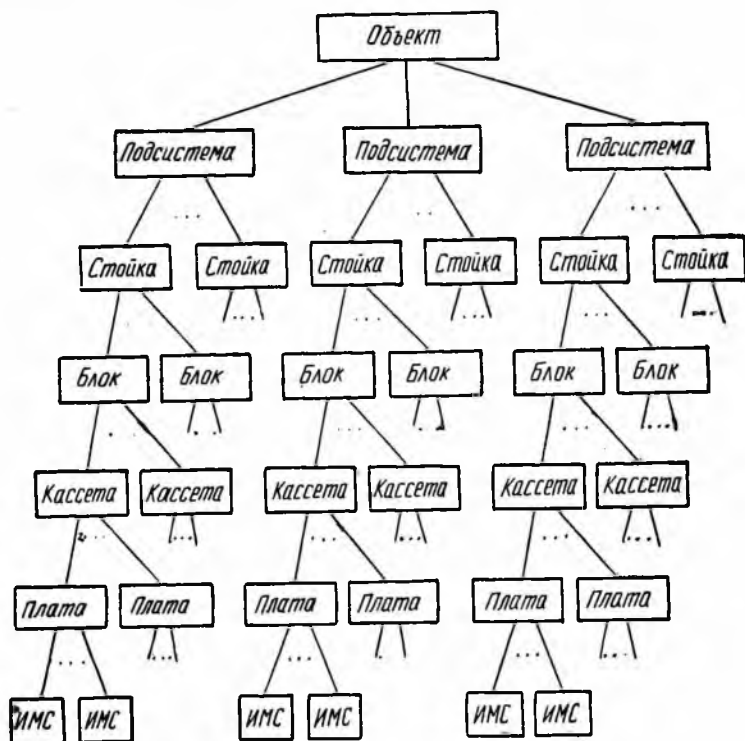 Объект
Подсистема Подсистема Подсистема
... .. ...
Стойка Стойка Стойка Стойка Стойка Стойка
... ... ... ... ... ...
Блок Блок Блок Блок Блок Блок
... ... ... ... ... ...
Кассета Кассета Кассета Кассета Кассета Кассета
... ... ... ... ... ...
Плата Плата Плата Плата Плата Плата
... ... ... ... ... ...
ИМС ИМС ИМС ИМС ИМС ИМС